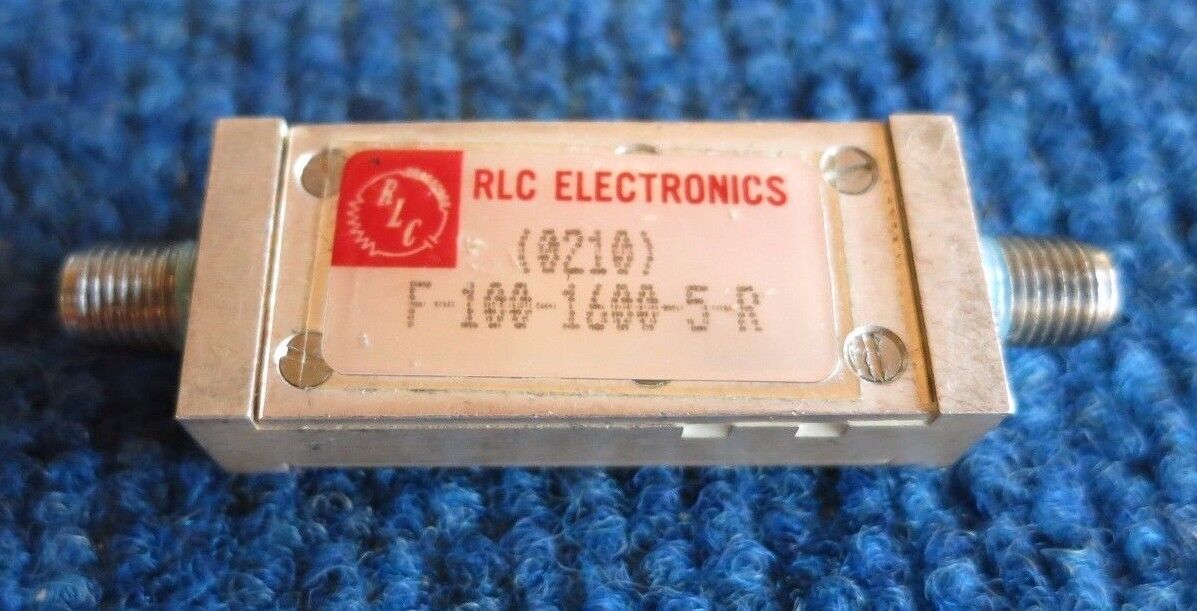 RLC
RLC ELECTRONICS
(0210)
F-100-1600-5-R